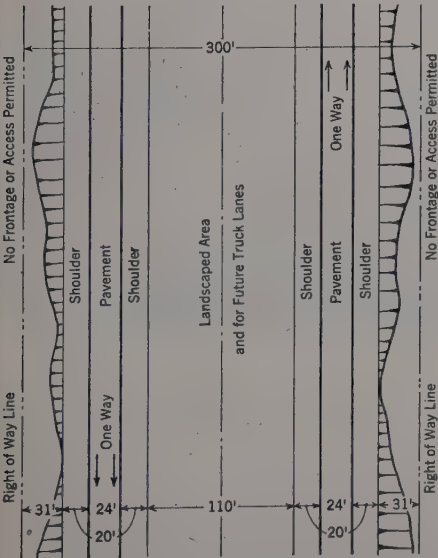 300'
No Frontage or Access Permitted
Right of Way Line
Shoulder
Pavement
One Way
Shoulder
Landscaped Area
and for Future Truck Lanes
Shoulder
Pavement
One Way
Shoulder
No Frontage or Access Permitted
Right of Way Line
31'
24'
20'
110'
24'
20'
31'